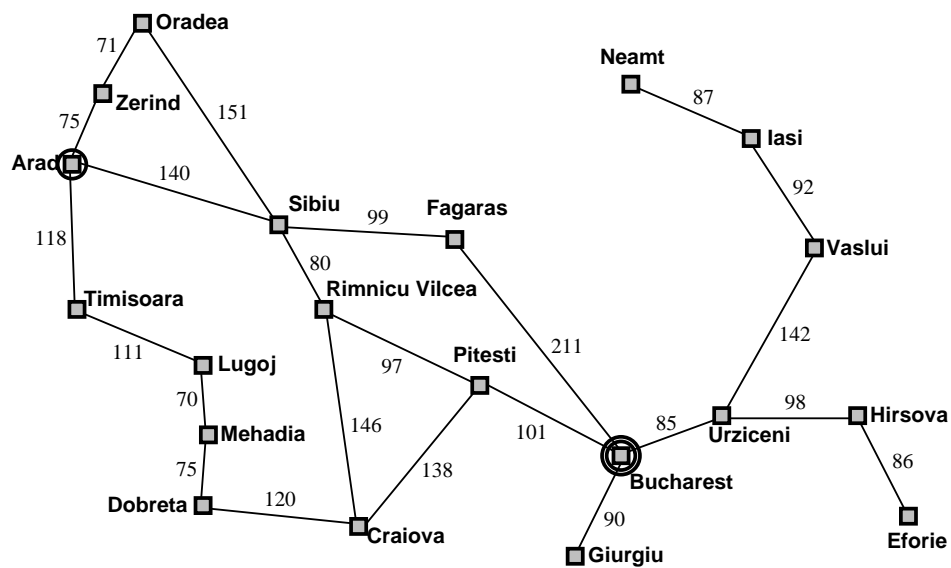 Oradea
71
Neamt
87
Zerind
151
75
Iasi
Arad
140
92
Sibiu
99
Fagaras
118
Vaslui
80
Timisoara
Rimnicu Vilcea
142
111
Lugoj
97
Pitesti
211
70
98
Hirsova
146
85
Urziceni
Mehadia
101
86
75
138
Bucharest
120
Dobreta
90
Craiova
Eforie
Giurgiu